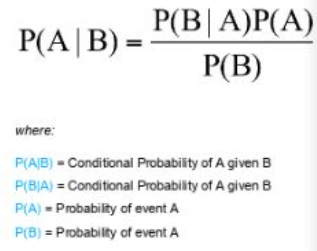 P(A | B) = P(B | A)P(A)
P(B)
where:
P(A|B) = Conditional Probability of A given B
P(B|A) = Conditional Probability of A given B
P(A) = Probability of event A
P(B) = Probability of event A